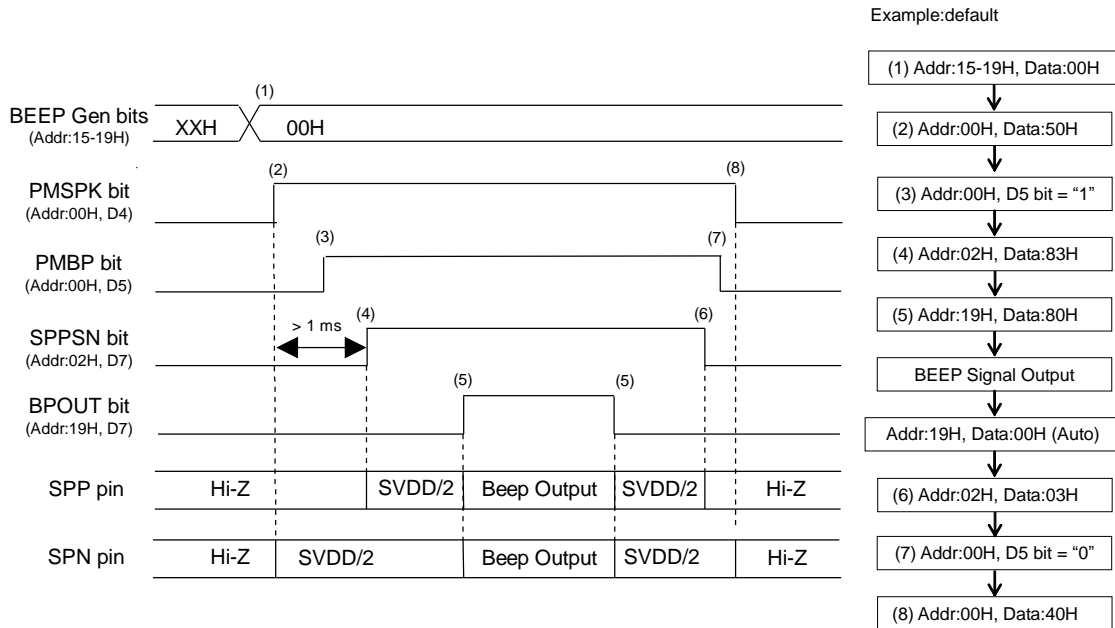 Example:default
(1) Addr:15-19H, Data:00H
(1)
BEEP Gen bits
(Addr:15-19H)
XXH
00H
(2) Addr:00H, Data:50H
(2)
(8)
PMSPK bit
(Addr:00H, D4)
(3) Addr:00H, D5 bit = “1”
(3)
(7)
PMBP bit
(Addr:00H, D5)
(4) Addr:02H, Data:83H
> 1 ms
(4)
(6)
SPPSN bit
(Addr:02H, D7)
(5) Addr:19H, Data:80H
(5)
(5)
BEEP Signal Output
BPOUT bit
(Addr:19H, D7)
Addr:19H, Data:00H (Auto)
SPP pin
Hi-Z
SVDD/2
Beep Output
SVDD/2
Hi-Z
(6) Addr:02H, Data:03H
SPN pin
Hi-Z
SVDD/2
Beep Output
SVDD/2
Hi-Z
(7) Addr:00H, D5 bit = “0”
(8) Addr:00H, Data:40H